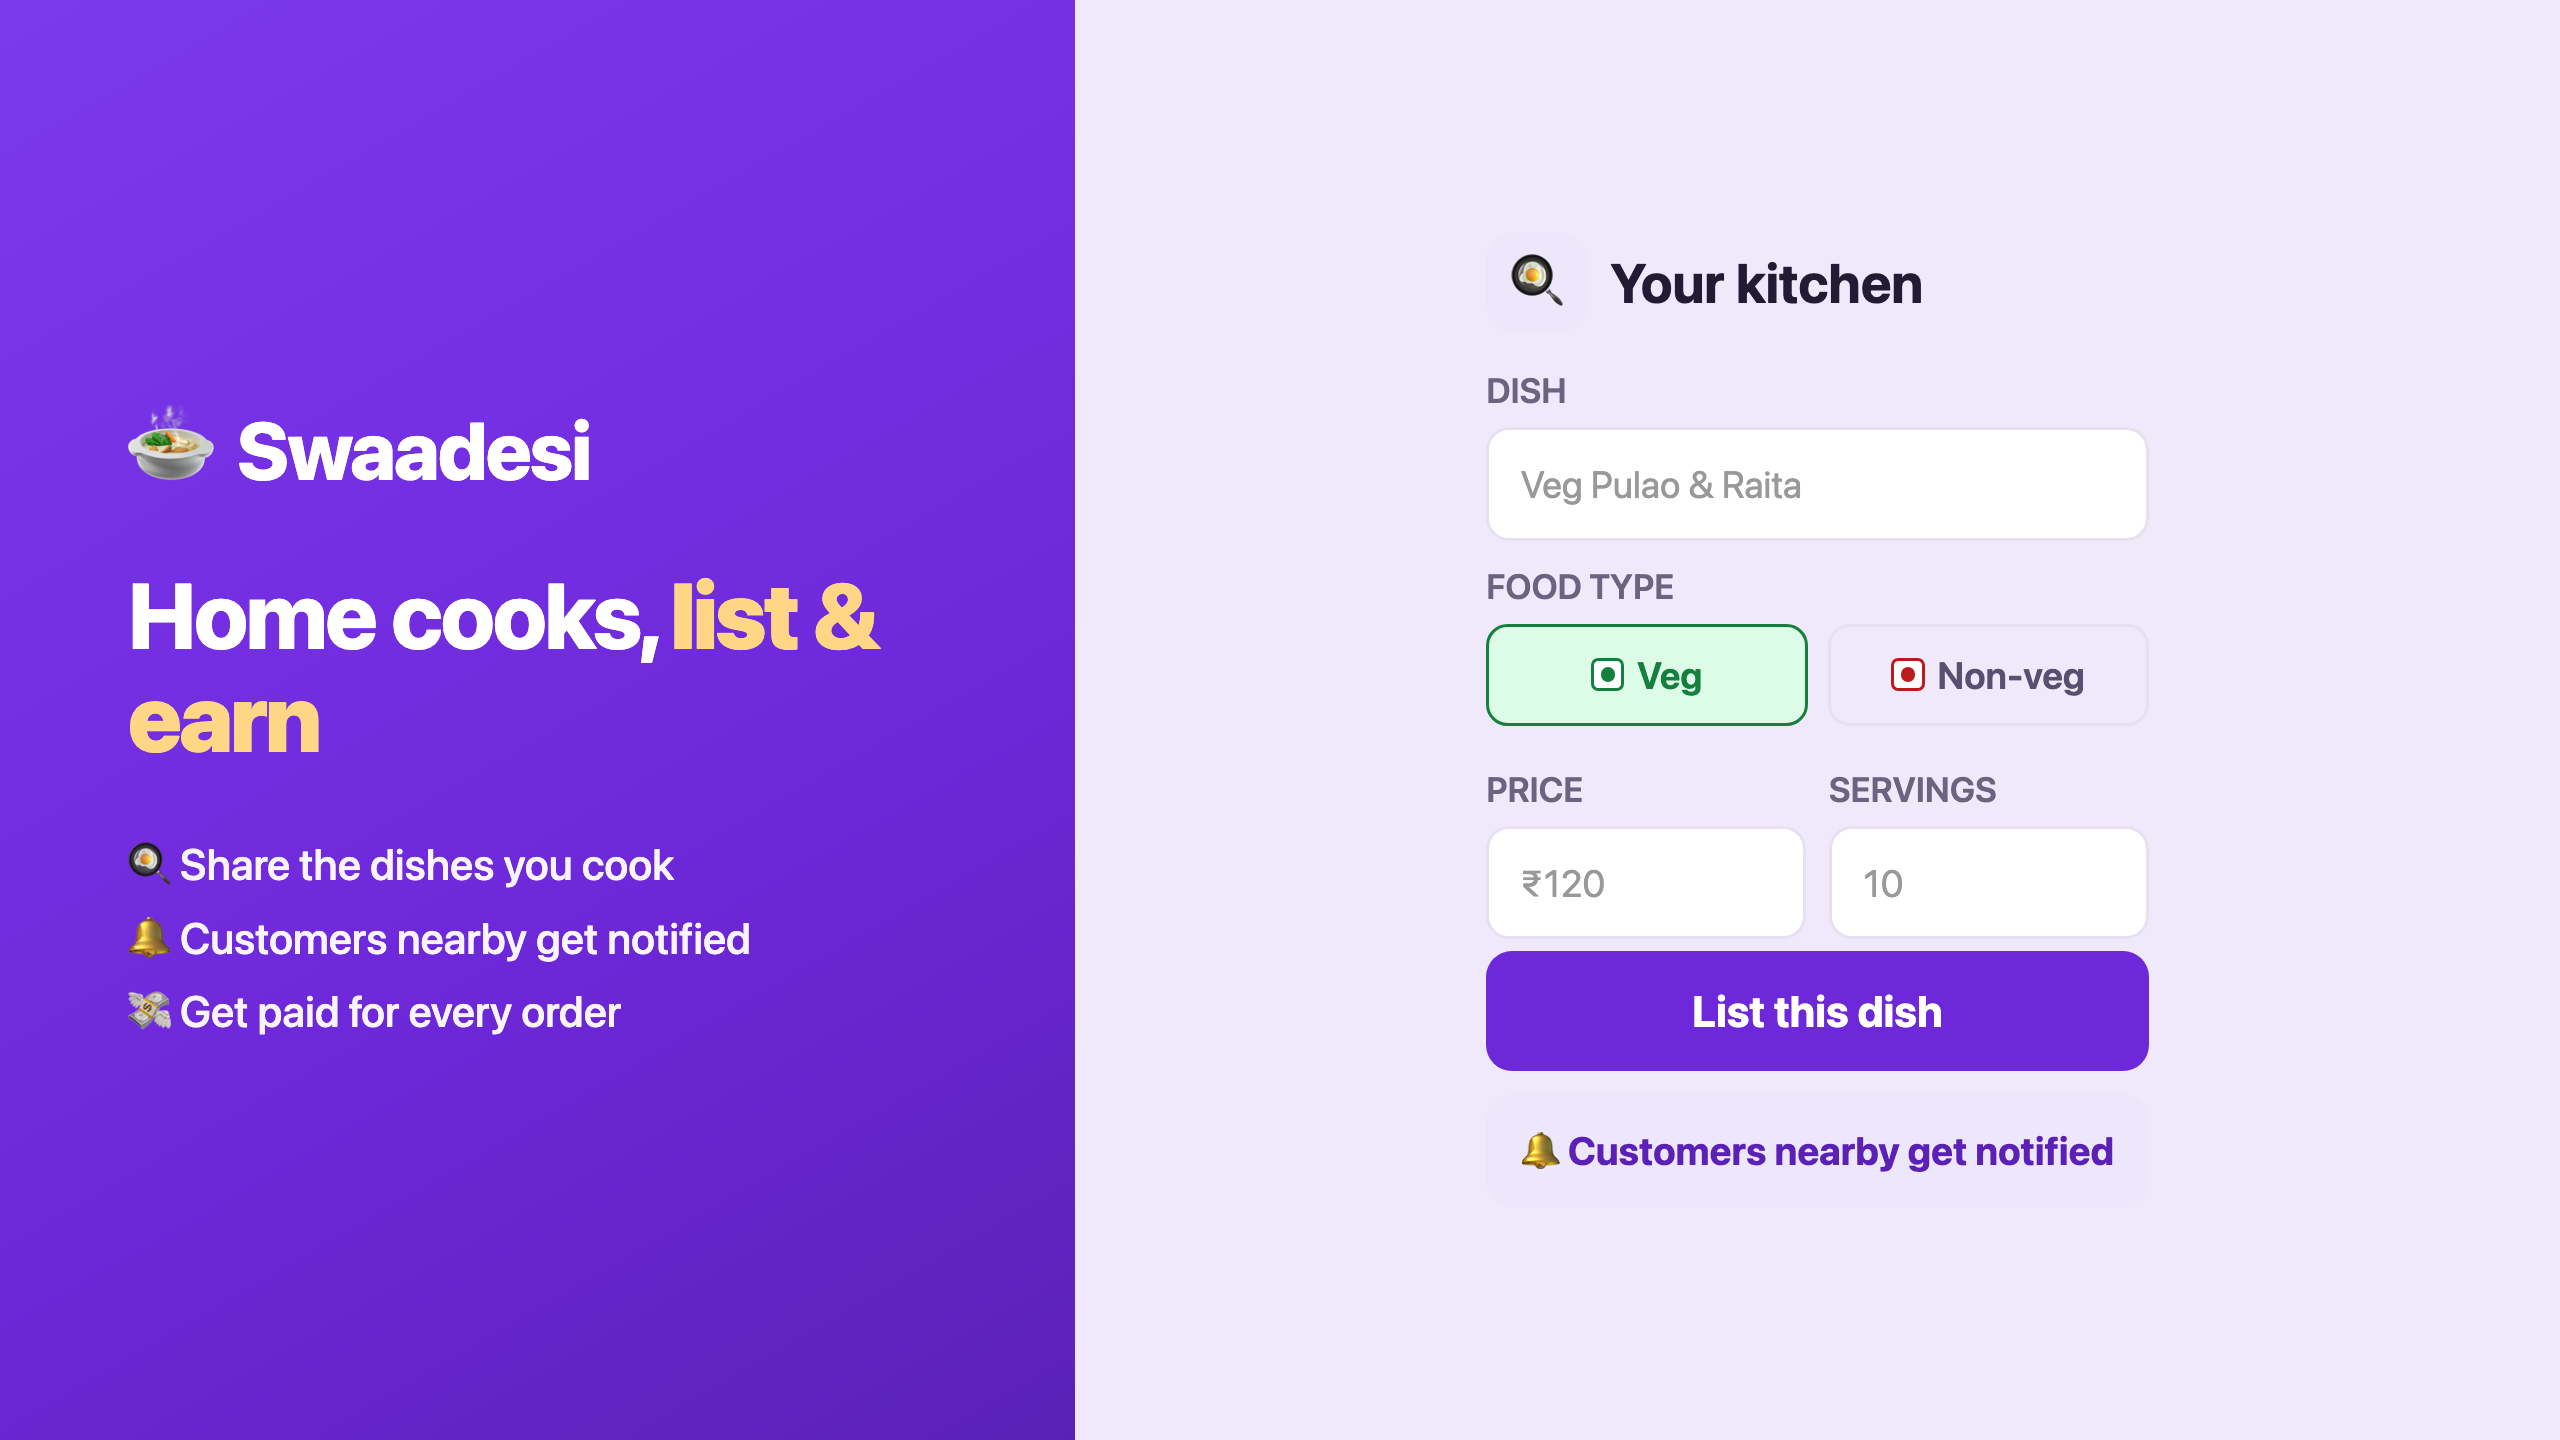 Swaadesi
Home cooks, list &
earn
Share the dishes you cook
Customers nearby get notified
Get paid for every order
Your kitchen
DISH
Veg Pulao & Raita
FOOD TYPE
Veg
Non-veg
PRICE
SERVINGS
₹120
10
List this dish
Customers nearby get notified